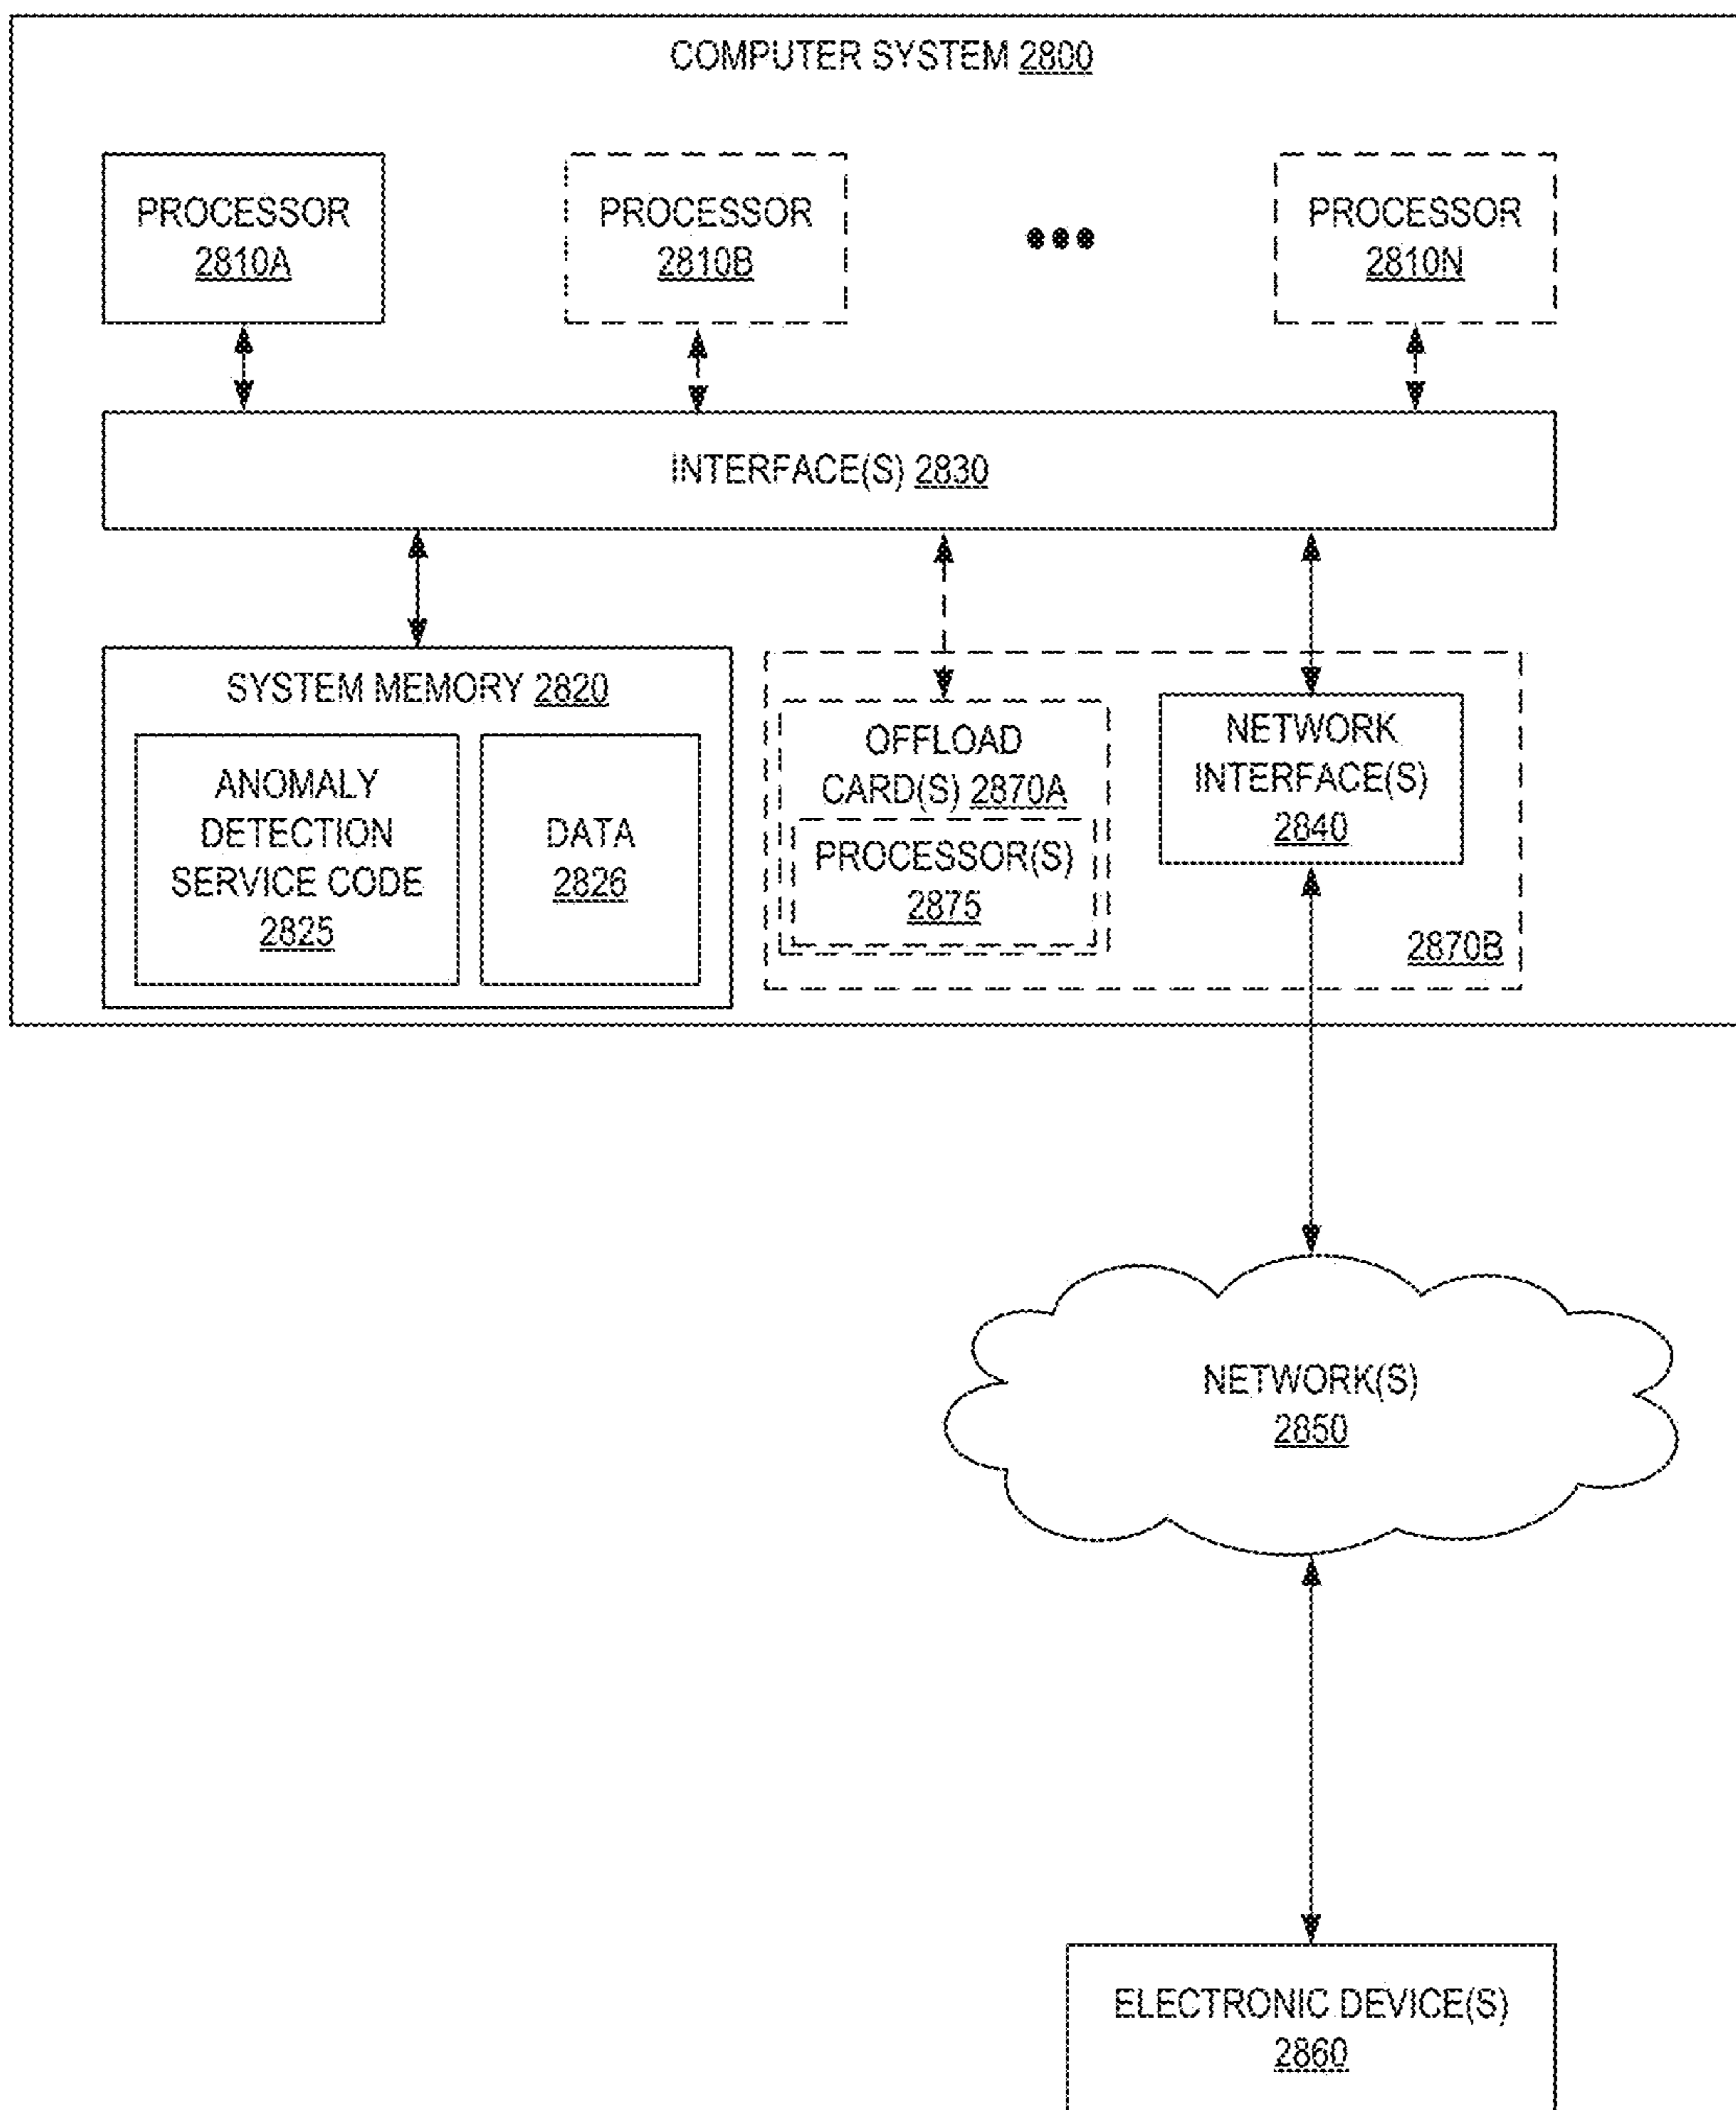 COMPUTER SYSTEM 2800
PROCESSOR
2810A
PROCESSOR
2810B
PROCESSOR
2810N
INTERFACE(S) 2830
SYSTEM MEMORY 2820
ANOMALY
DETECTION
SERVICE CODE
2825
DATA
2826
OFFLOAD
CARD(S) 2870A
PROCESSOR(S)
2875
NETWORK
INTERFACE(S)
2840
2870B
NETWORK(S)
2850
ELECTRONIC DEVICE(S)
2860